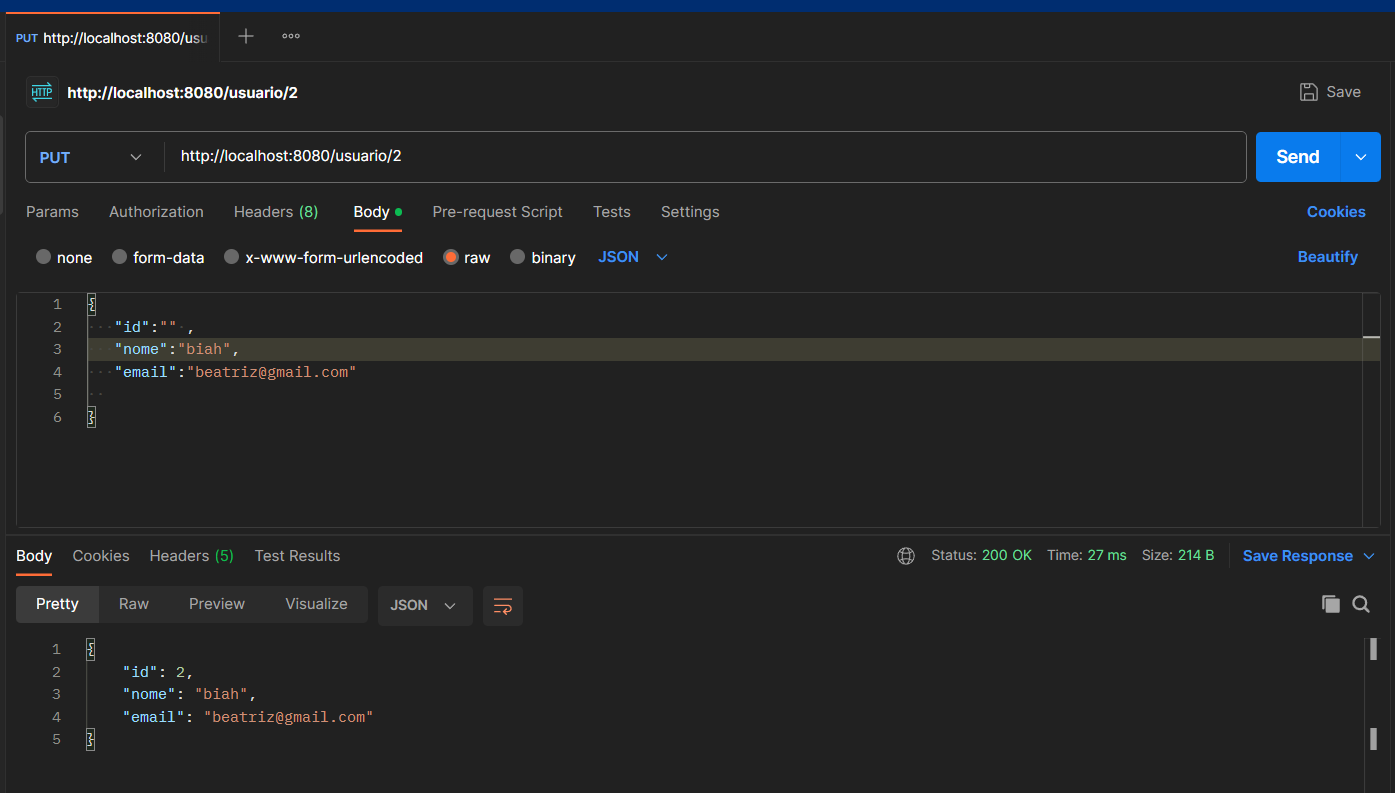 PUT http://localhost:8080/usu
HTTP http://localhost:8080/usuario/2 Save
PUT http://localhost:8080/usuario/2 Send
Params Authorization Headers (8) Body Pre-request Script Tests Settings Cookies
none form-data x-www-form-urlencoded raw binary JSON Beautify
1 {
2 "id":"" ,
3 "nome":"biah",
4 "email":"beatriz@gmail.com"
5
6 }
Body Cookies Headers (5) Test Results Status: 200 OK Time: 27 ms Size: 214 B Save Response
Pretty Raw Preview Visualize JSON
1 {
2 "id": 2,
3 "nome": "biah",
4 "email": "beatriz@gmail.com"
5 }